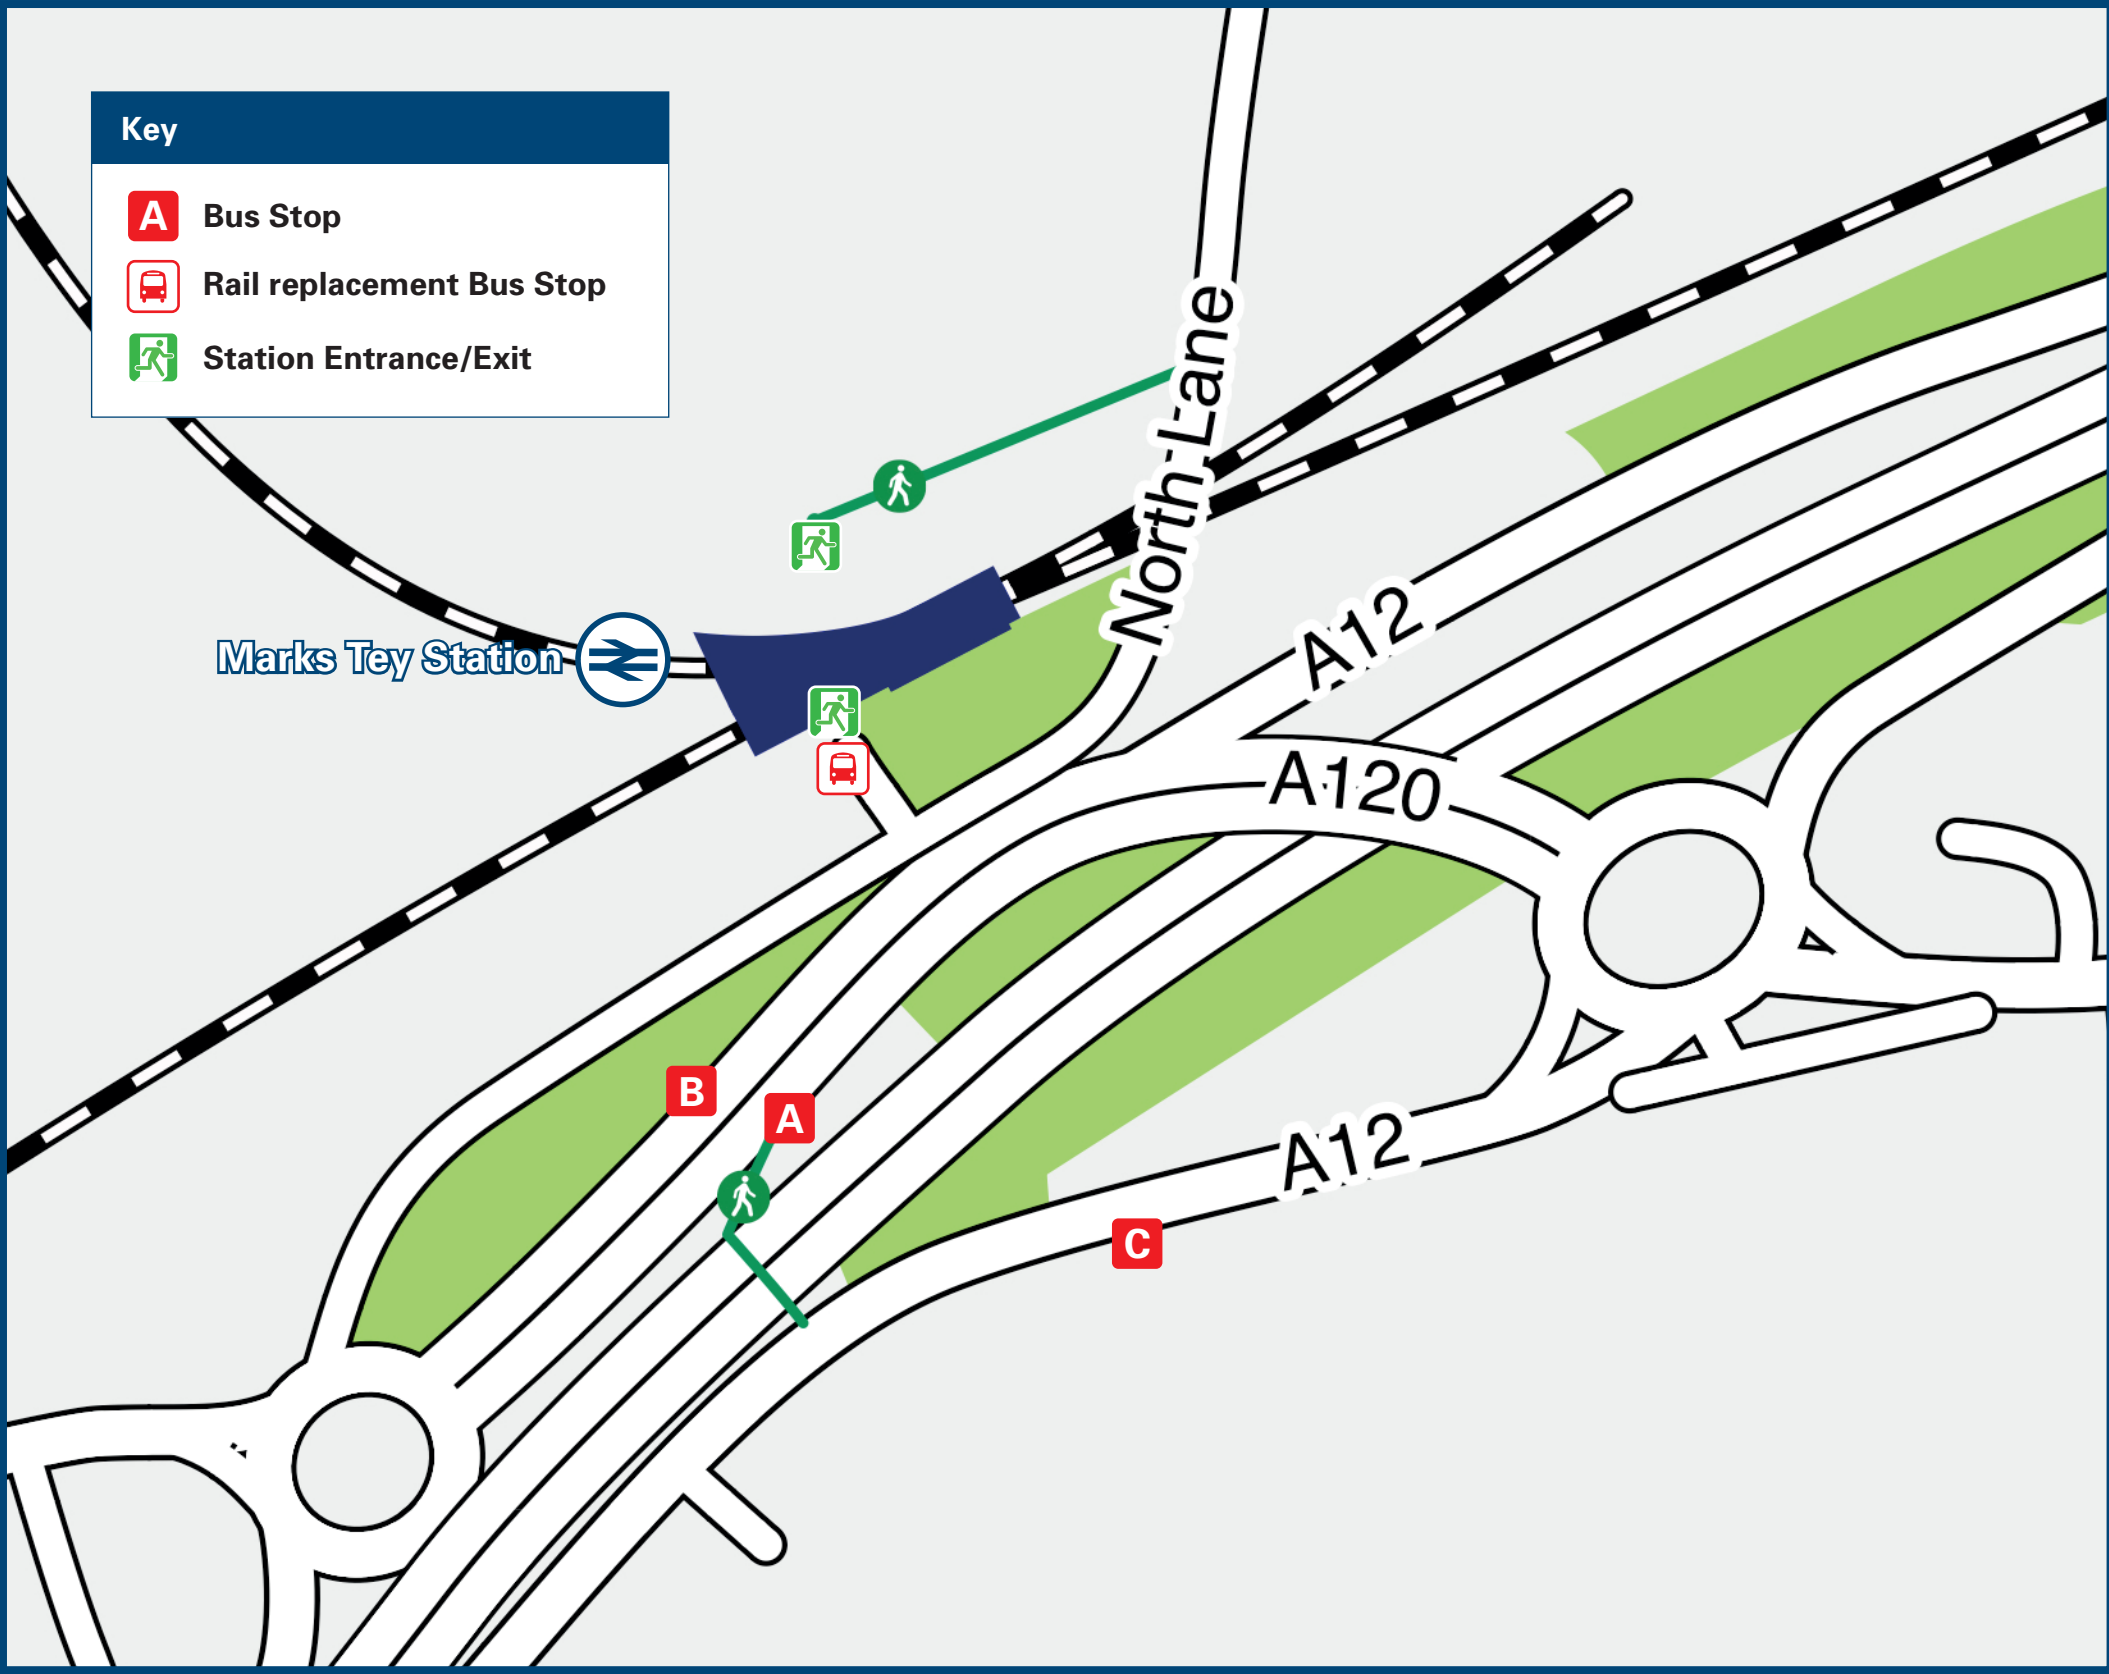 Key
A Bus Stop
Rail replacement Bus Stop
Station Entrance/Exit
North Lane
A12
Marks Tey Station
A120
B
A
A12
C